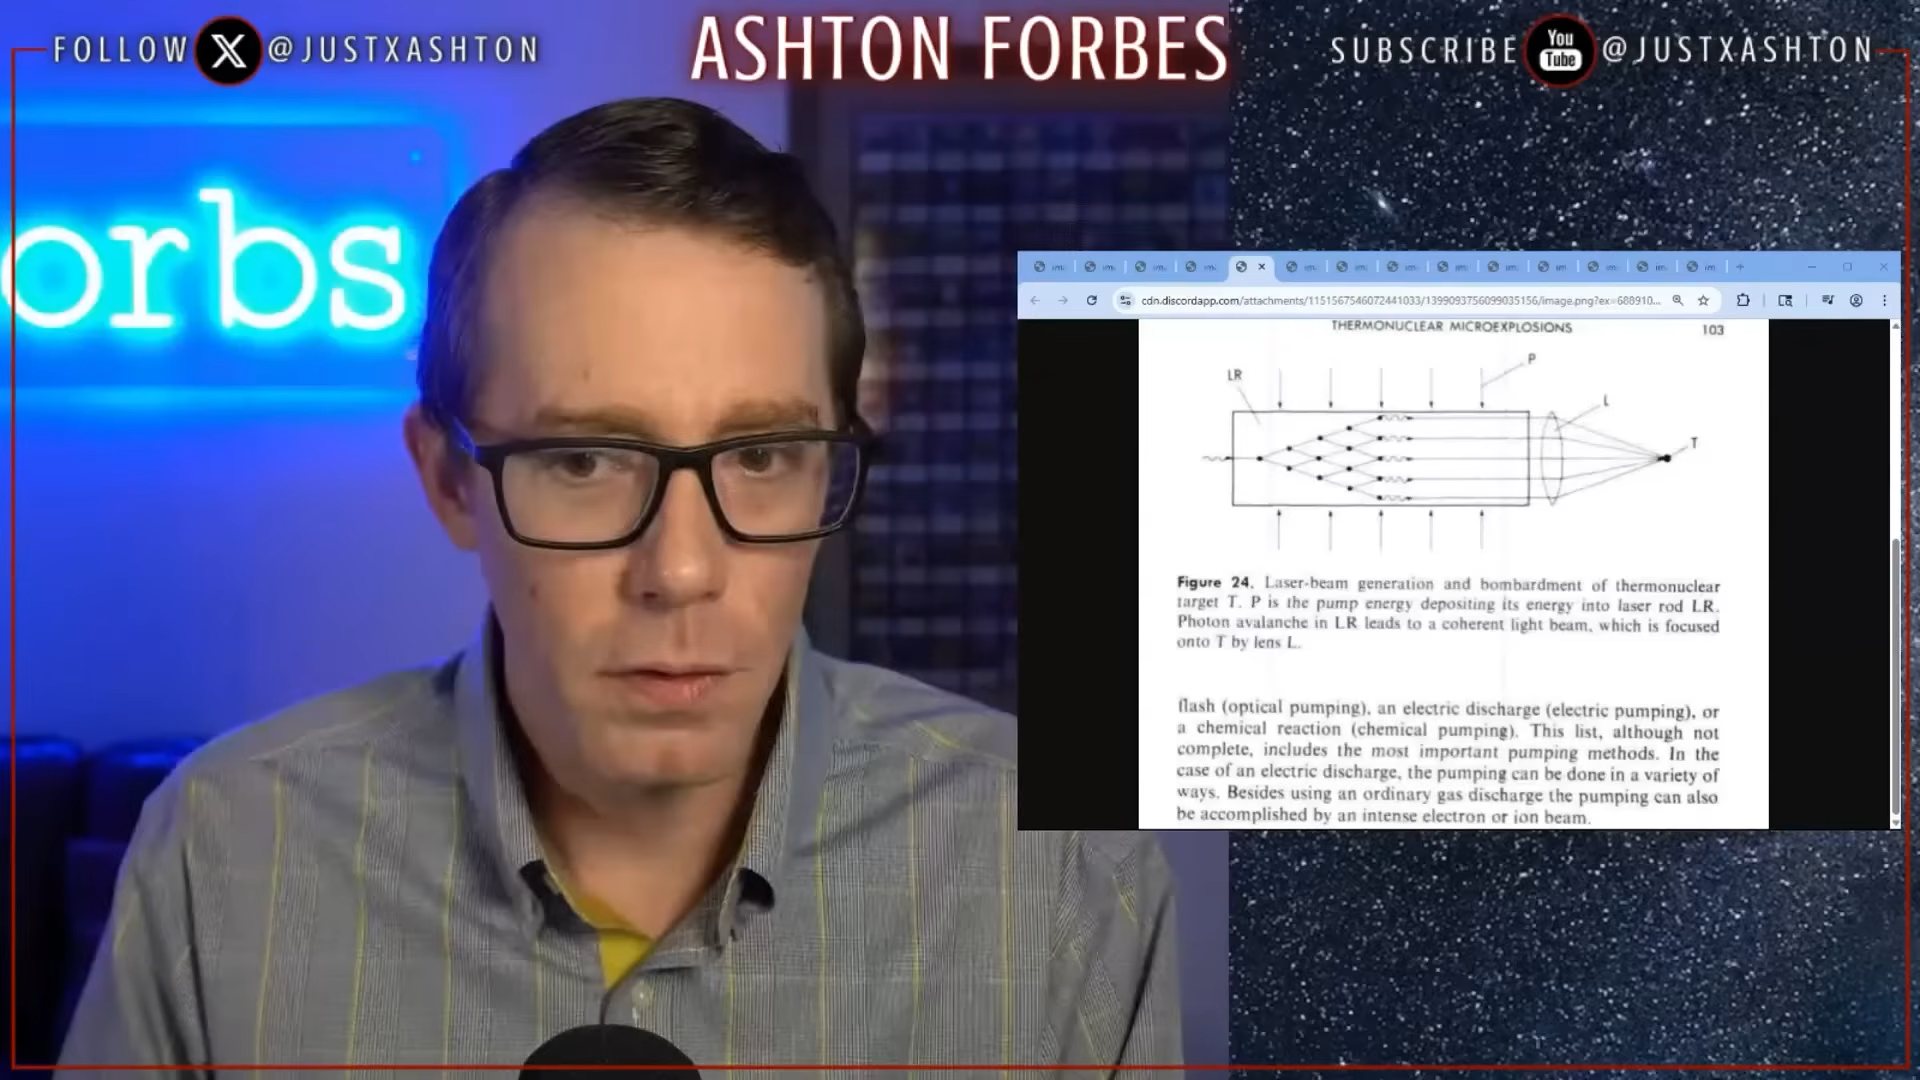 FOLLOW X @JUSTXASHTON
ASHTON FORBES
SUBSCRIBE You Tube @JUSTXASHTON
orbs
cdn.discordapp.com/attachments/1151567546072441033/1399093756099035156/image.png?ex=688910...
THERMONUCLEAR MICROEXPLOSIONS 103
P
LR
L
T
Figure 24. Laser-beam generation and bombardment of thermonuclear
target T. P is the pump energy depositing its energy into laser rod LR.
Photon avalanche in LR leads to a coherent light beam, which is focused
onto T by lens L.
flash (optical pumping), an electric discharge (electric pumping), or
a chemical reaction (chemical pumping). This list, although not
complete, includes the most important pumping methods. In the
case of an electric discharge, the pumping can be done in a variety of
ways. Besides using an ordinary gas discharge the pumping can also
be accomplished by an intense electron or ion beam.